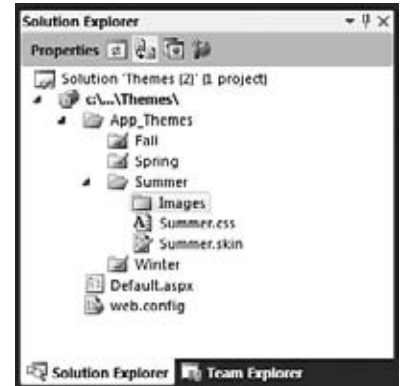 Solution Explorer
Properties
Solution 'Themes (2)' (1 project)
c:\...\Themes\
App_Themes
Fall
Spring
Summer
Images
Summer.css
Summer.skin
Winter
Default.aspx
web.config
Solution Explorer Team Explorer